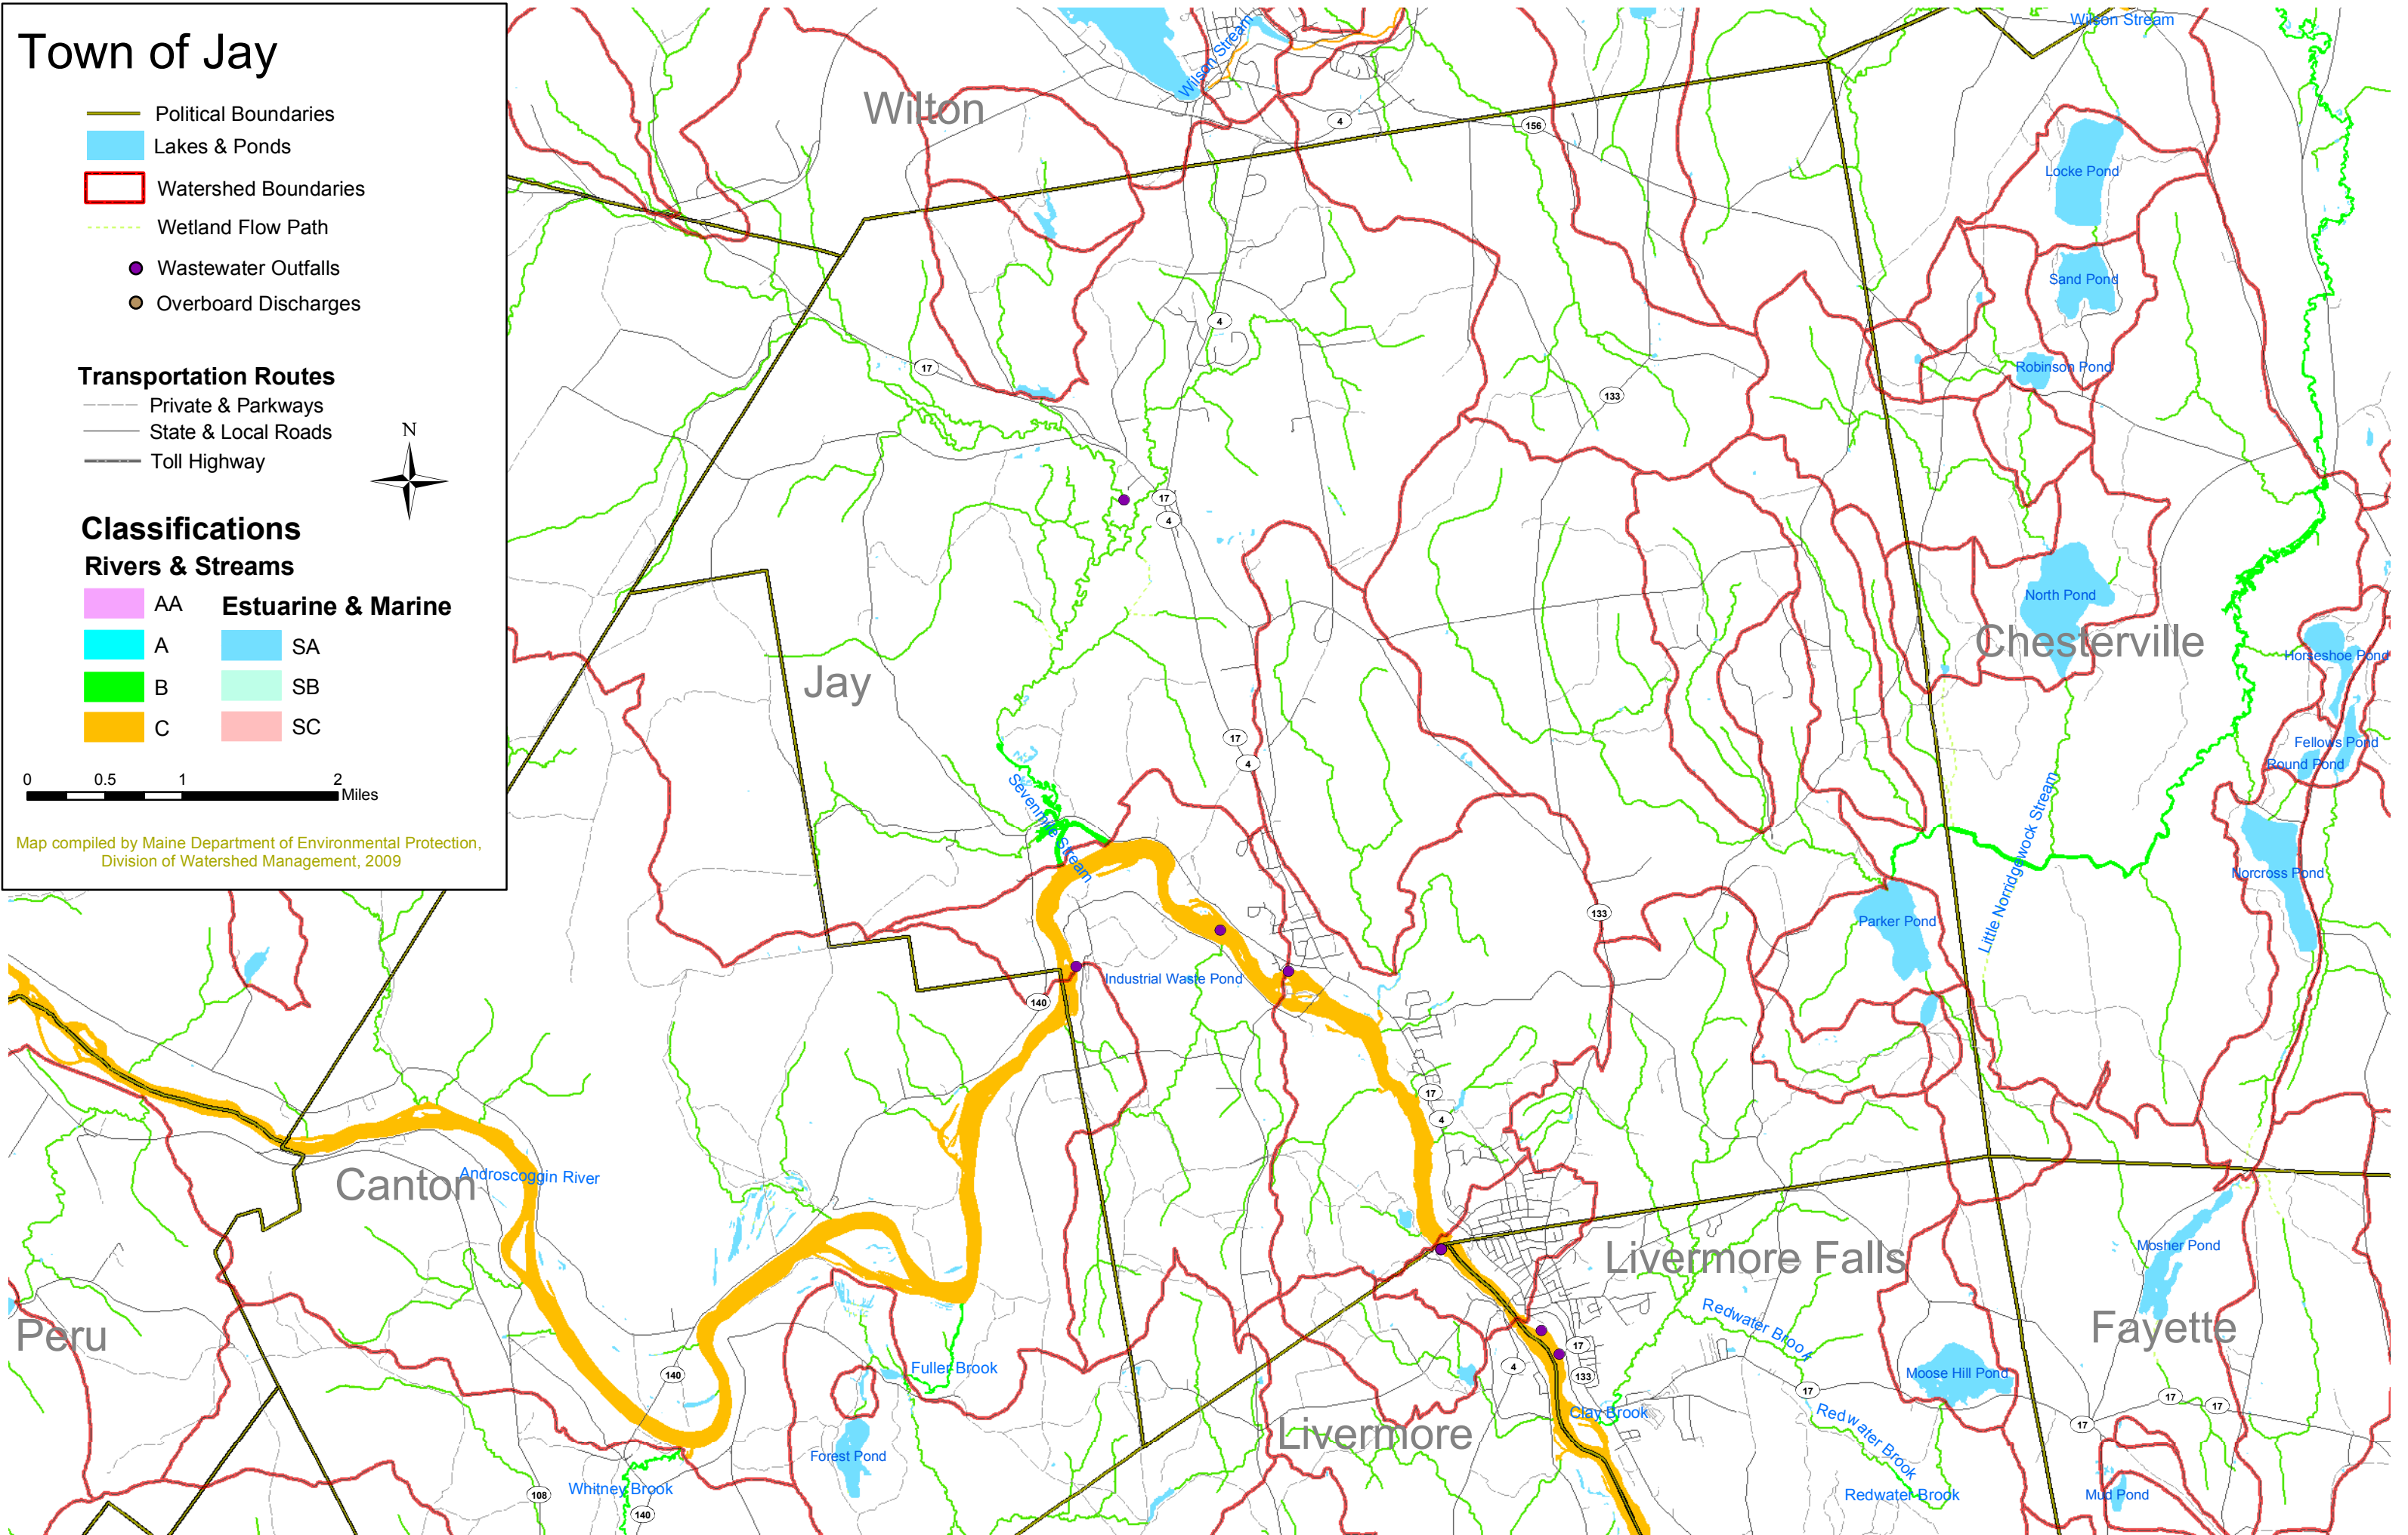 Town of Jay
Political Boundaries
Lakes & Ponds
Watershed Boundaries
Wetland Flow Path
Wastewater Outfalls
Overboard Discharges
Transportation Routes
Private & Parkways
State & Local Roads
Toll Highway
N
Classifications
Rivers & Streams
AA
Estuarine & Marine
A
SA
B
SB
C
SC
0 0.5 1 2
Miles
Map compiled by Maine Department of Environmental Protection,
Division of Watershed Management, 2009
Wilson Stream
Wilson Stream
Wilton
4
156
Locke Pond
Sand Pond
4
17
Robinson Pond
133
17
4
North Pond
Chesterville
Horseshoe Pond
Jay
17
4
Fellows Pond
Round Pond
Sevenmile Stream
Little Norridgewock Stream
Norcross Pond
133
Parker Pond
Industrial Waste Pond
140
17
4
Canton
Androscoggin River
Livermore Falls
Mosher Pond
Peru
Redwater Brook
Fayette
17
4
133
140
Fuller Brook
Moose Hill Pond
17
17
17
17
Clay Brook
Redwater Brook
Livermore
Forest Pond
Whitney Brook
108
140
Redwater Brook
Mud Pond